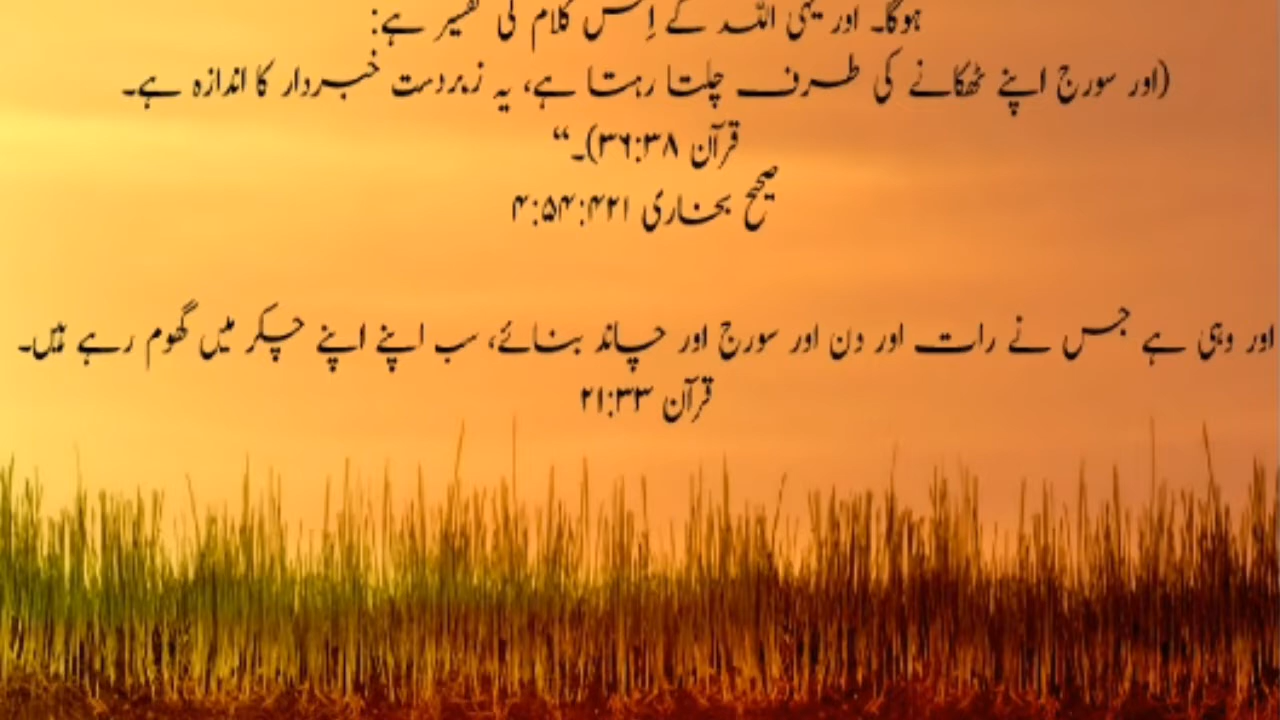 ہوگا۔ اور یہی اللہ کے اِس کلام کی تفسیر ہے:
(اور سورج اپنے ٹھکانے کی طرف چلتا رہتا ہے، یہ زبردست خبردار کا اندازہ ہے۔
قرآن ۳۶:۳۸)۔“
صحیح بخاری ۴:۵۴:۴۲۱
اور وہی ہے جس نے رات اور دن اور سورج اور چاند بنائے، سب اپنے اپنے چکر میں گھوم رہے ہیں۔
قرآن ۲۱:۳۳